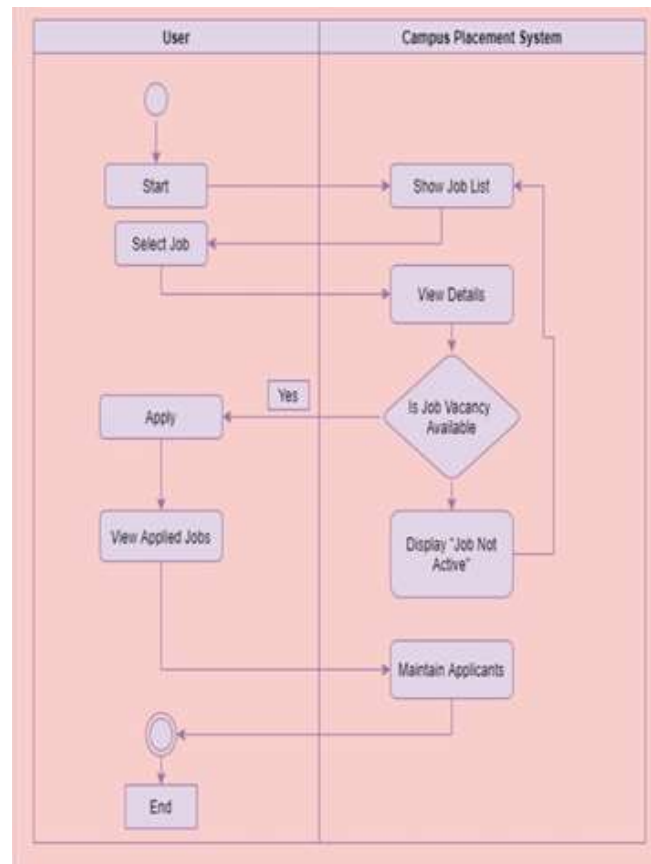 User
Campus Placement System
Start
Show Job List
Select Job
View Details
Yes
Is Job Vacancy
Available
Apply
View Applied Jobs
Display "Job Not
Active"
Maintain Applicants
End